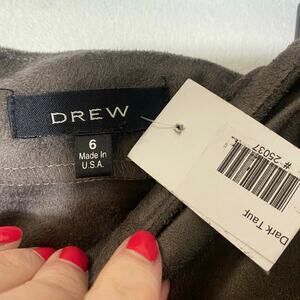 DREW
6
Made In
U.S.A.
# 25037
Dark Taup